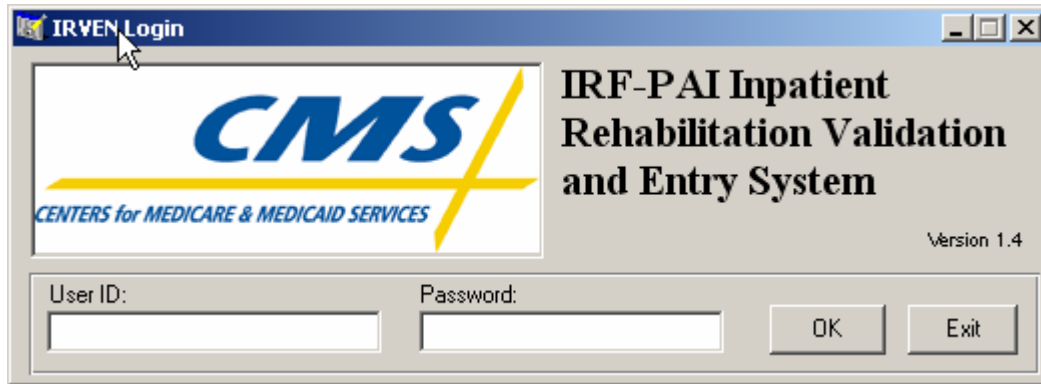 IRVEN Login
CMS
CENTERS for MEDICARE & MEDICAID SERVICES
IRF-PAI Inpatient
Rehabilitation Validation
and Entry System
Version 1.4
User ID:
Password:
OK
Exit